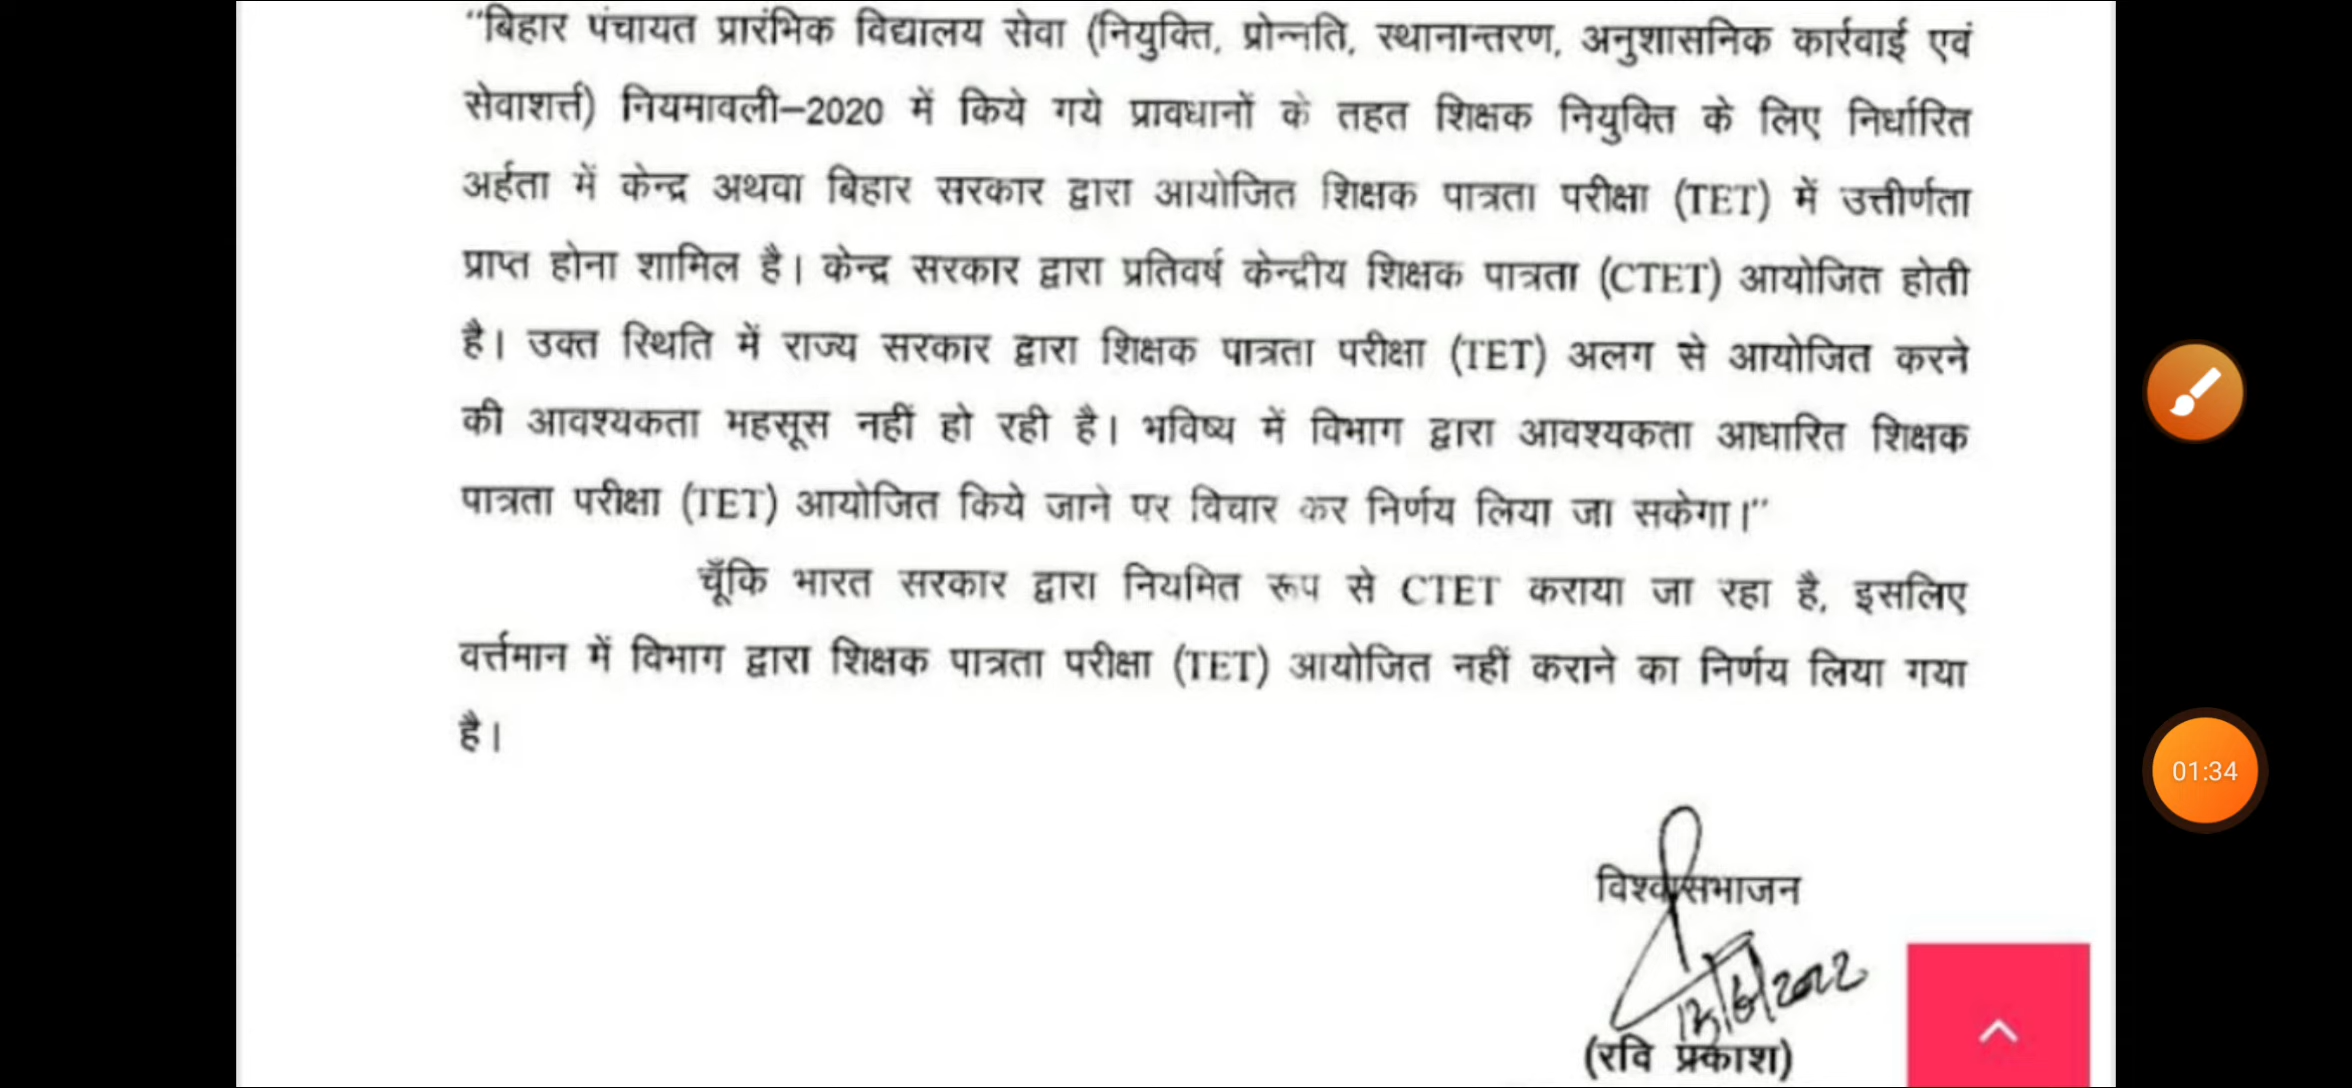 “बिहार पंचायत प्रारंभिक विद्यालय सेवा (नियुक्ति, प्रोन्नति, स्थानान्तरण, अनुशासनिक कार्रवाई एवं
सेवाशर्त्त) नियमावली–2020 में किये गये प्रावधानों के तहत शिक्षक नियुक्ति के लिए निर्धारित
अर्हता में केन्द्र अथवा बिहार सरकार द्वारा आयोजित शिक्षक पात्रता परीक्षा (TET) में उत्तीर्णता
प्राप्त होना शामिल है। केन्द्र सरकार द्वारा प्रतिवर्ष केन्द्रीय शिक्षक पात्रता (CTET) आयोजित होती
है। उक्त स्थिति में राज्य सरकार द्वारा शिक्षक पात्रता परीक्षा (TET) अलग से आयोजित करने
की आवश्यकता महसूस नहीं हो रही है। भविष्य में विभाग द्वारा आवश्यकता आधारित शिक्षक
पात्रता परीक्षा (TET) आयोजित किये जाने पर विचार कर निर्णय लिया जा सकेगा।”
चूँकि भारत सरकार द्वारा नियमित रूप से CTET कराया जा रहा है, इसलिए
वर्त्तमान में विभाग द्वारा शिक्षक पात्रता परीक्षा (TET) आयोजित नहीं कराने का निर्णय लिया गया
है।
01:34
विश्वासभाजन
13/6/2022
(रवि प्रकाश)